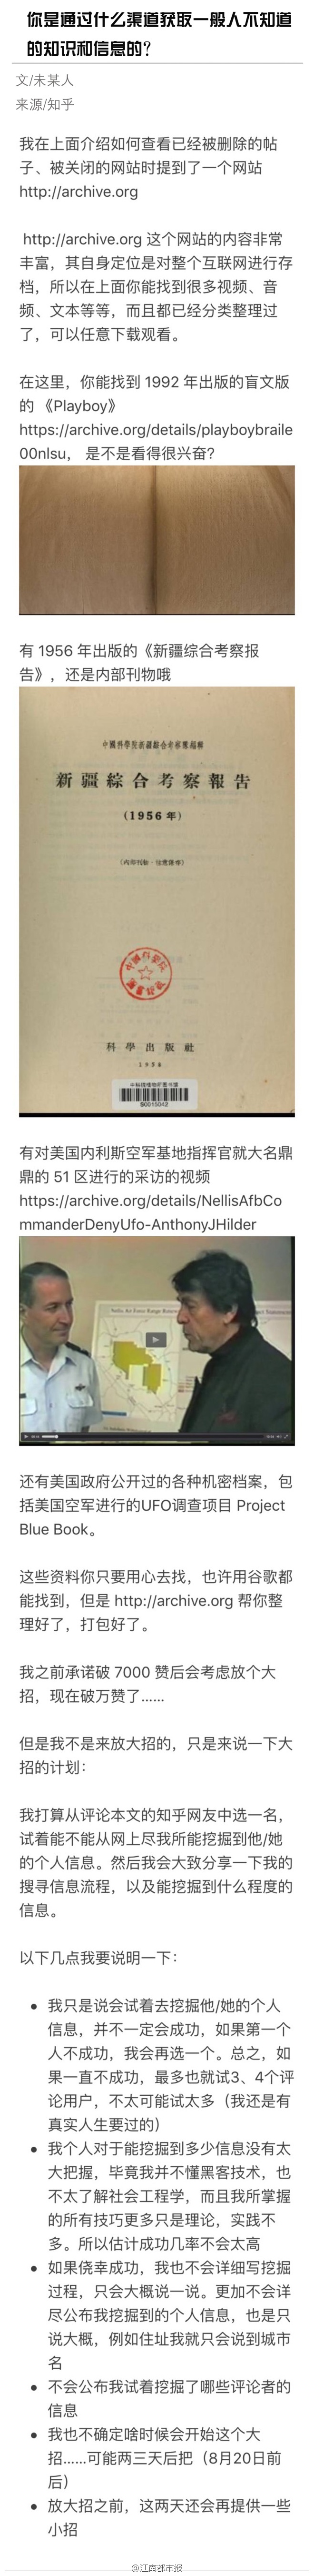 你是通过什么渠道获取一般人不知道
的知识和信息的？
文/未某人
来源/知乎
我在上面介绍如何查看已经被删除的帖
子、被关闭的网站时提到了一个网站
http://archive.org
http://archive.org 这个网站的内容非常
丰富，其自身定位是对整个互联网进行存
档，所以在上面你能找到很多视频、音
频、文本等等，而且都已经分类整理过
了，可以任意下载观看。
在这里，你能找到 1992 年出版的盲文版
的 《Playboy》
https://archive.org/details/playboybraile
00nlsu， 是不是看得很兴奋？
有 1956 年出版的《新疆综合考察报
告》，还是内部刊物哦
中國科學院新疆綜合考察隊編輯
新疆綜合考察報告
(1956 年)
科學出版社
1958
S0015042
有对美国内利斯空军基地指挥官就大名鼎
鼎的 51 区进行的采访的视频
https://archive.org/details/NellisAfbCo
mmanderDenyUfo-AnthonyJHilder
还有美国政府公开过的各种机密档案，包
括美国空军进行的UFO调查项目 Project
Blue Book。
这些资料你只要用心去找，也许用谷歌都
能找到，但是 http://archive.org 帮你整
理好了，打包好了。
我之前承诺破 7000 赞后会考虑放个大
招，现在破万赞了……
但是我不是来放大招的，只是来说一下大
招的计划：
我打算从评论本文的知乎网友中选一名，
试着能不能从网上尽我所能挖掘到他/她
的个人信息。然后我会大致分享一下我的
搜寻信息流程，以及能挖掘到什么程度的
信息。
以下几点我要说明一下：
• 我只是说会试着去挖掘他/她的个人
信息，并不一定会成功，如果第一个
人不成功，我会再选一个。总之，如
果一直不成功，最多也就试3、4个评
论用户，不太可能试太多（我还是有
真实人生要过的）
• 我个人对于能挖掘到多少信息没有太
大把握，毕竟我并不懂黑客技术，也
不太了解社会工程学，而且我所掌握
的所有技巧更多只是理论，实践不
多。所以估计成功几率不会太高
• 如果侥幸成功，我也不会详细写挖掘
过程，只会大概说一说。更加不会详
尽公布我挖掘到的个人信息，也是只
说大概，例如住址我就只会说到城市
名
• 不会公布我试着挖掘了哪些评论者的
信息
• 我也不确定啥时候会开始这个大
招……可能两三天后把（8月20日前
后）
• 放大招之前，这两天还会再提供一些
小招
@江南都市报